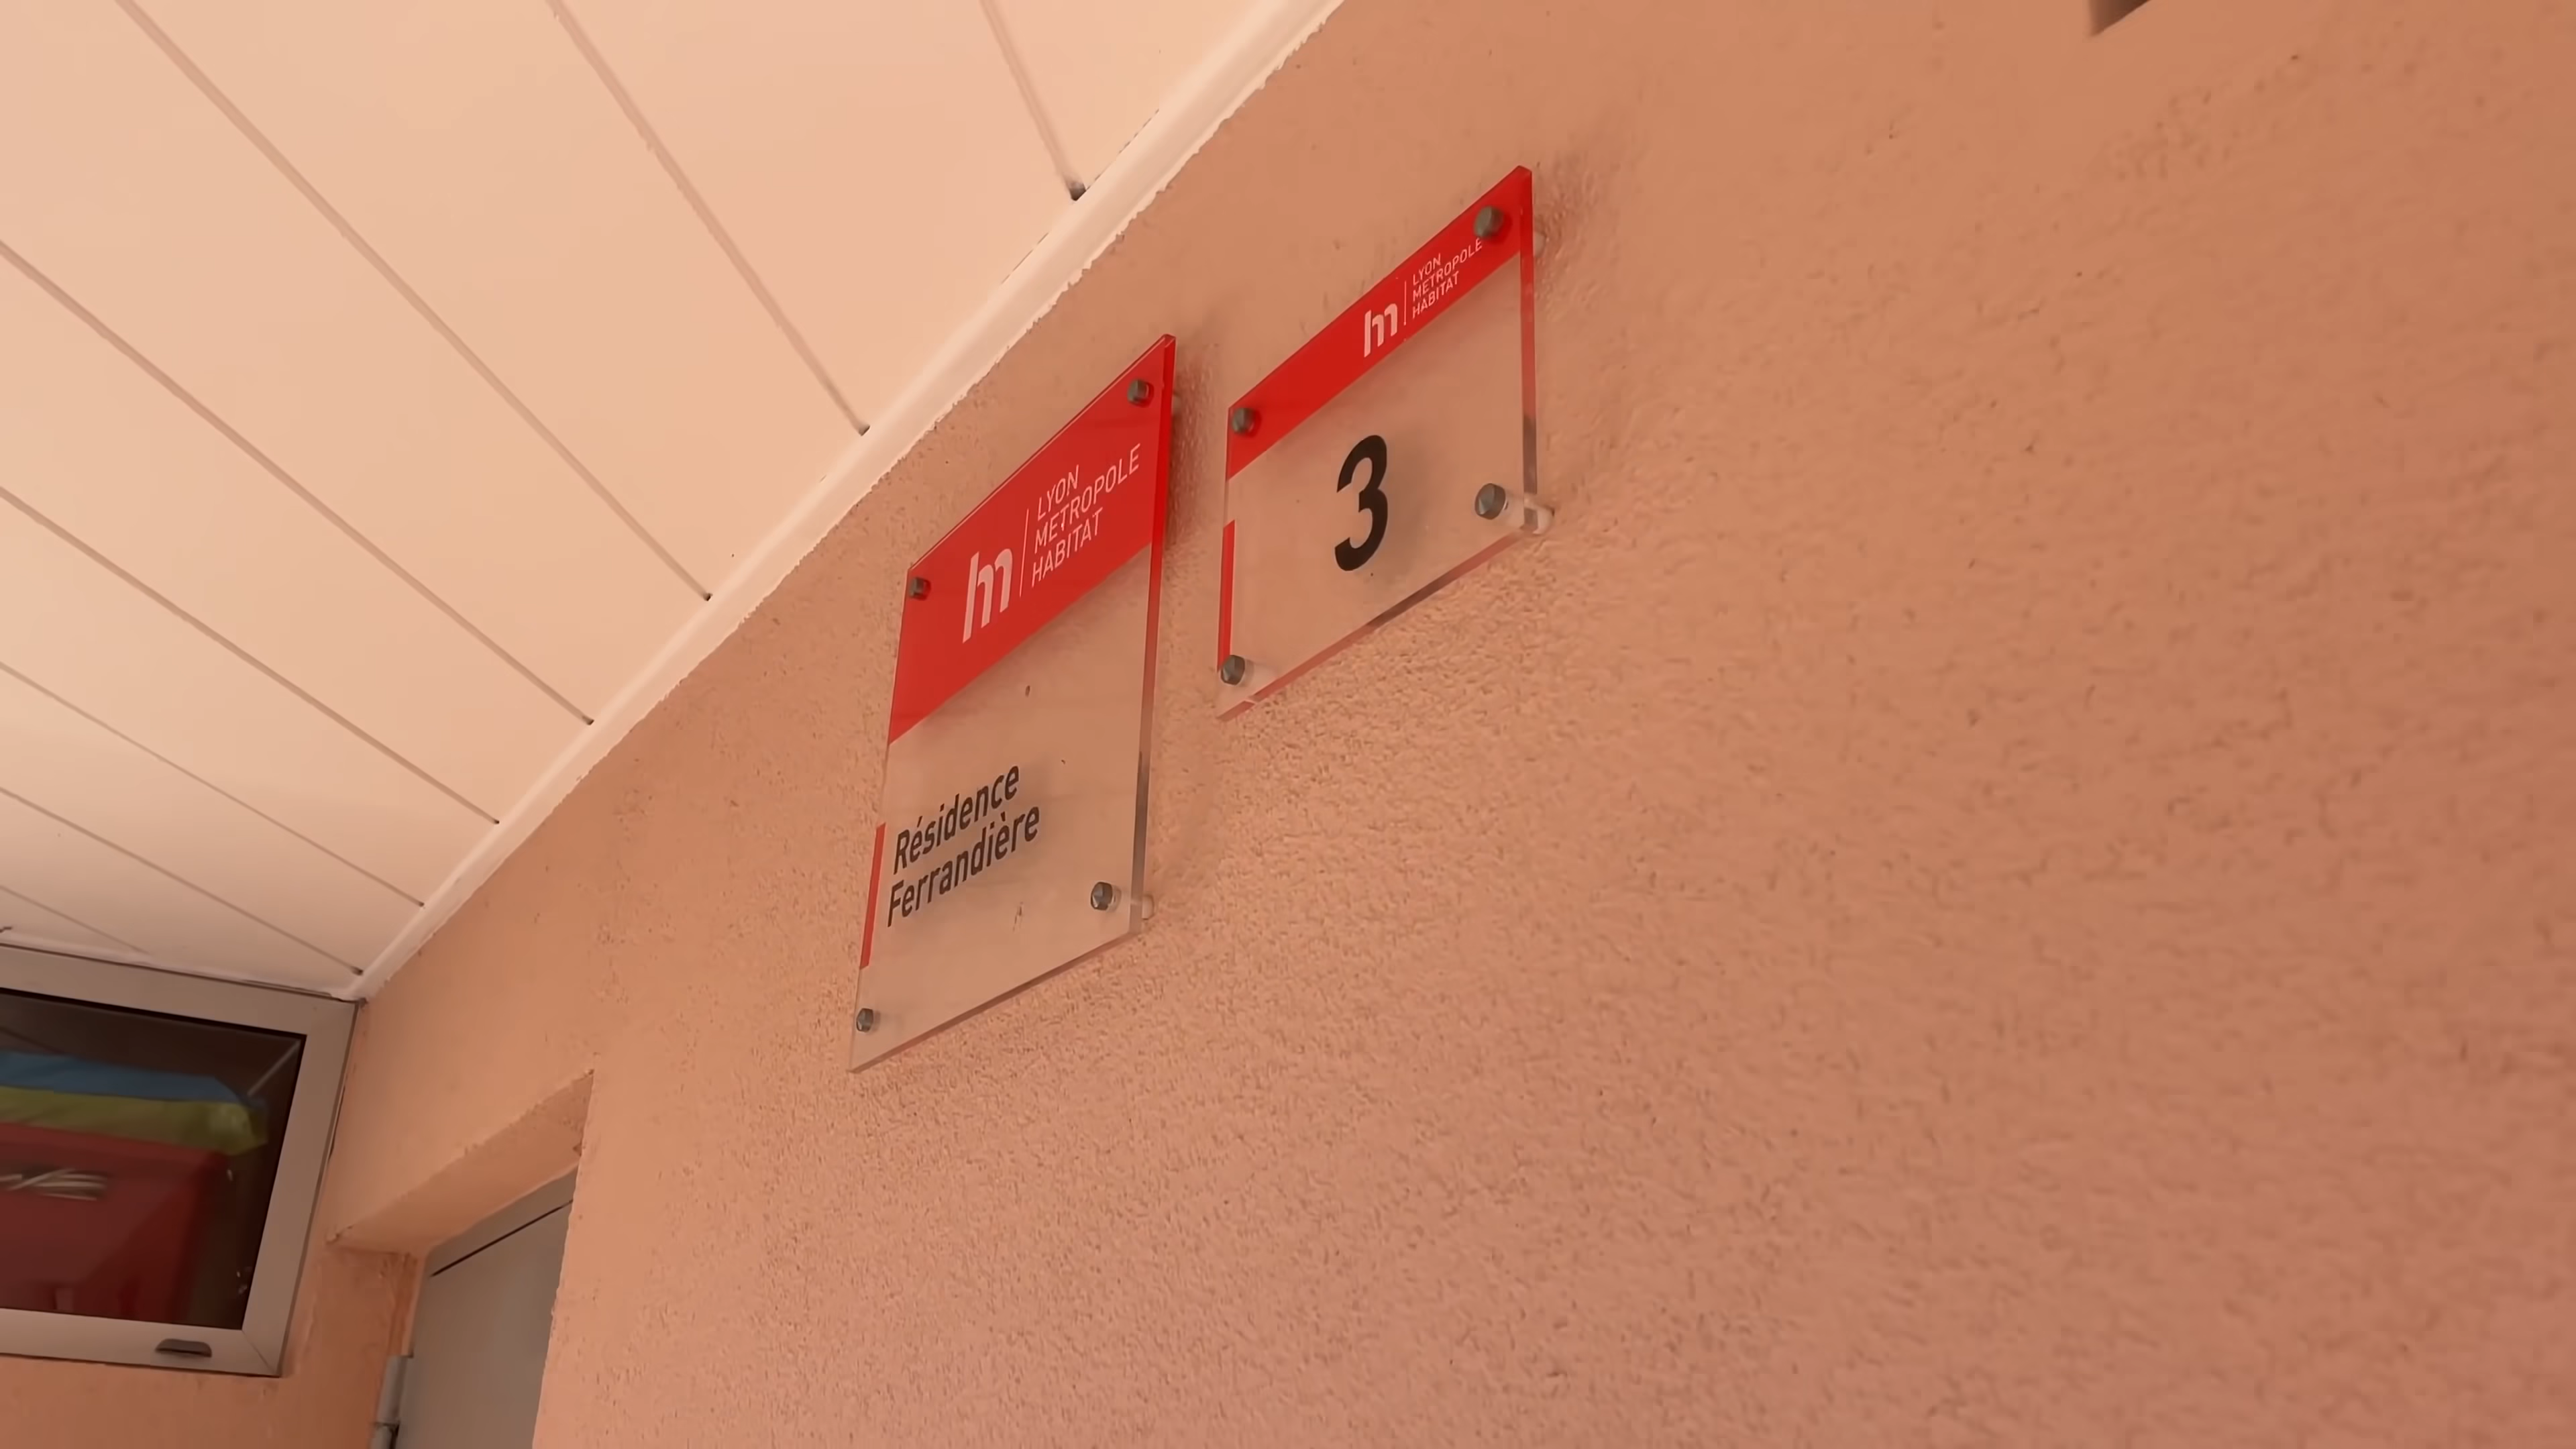 lm
LYON
METROPOLE
HABITAT
Résidence
Ferrandière
lm
LYON
METROPOLE
HABITAT
3